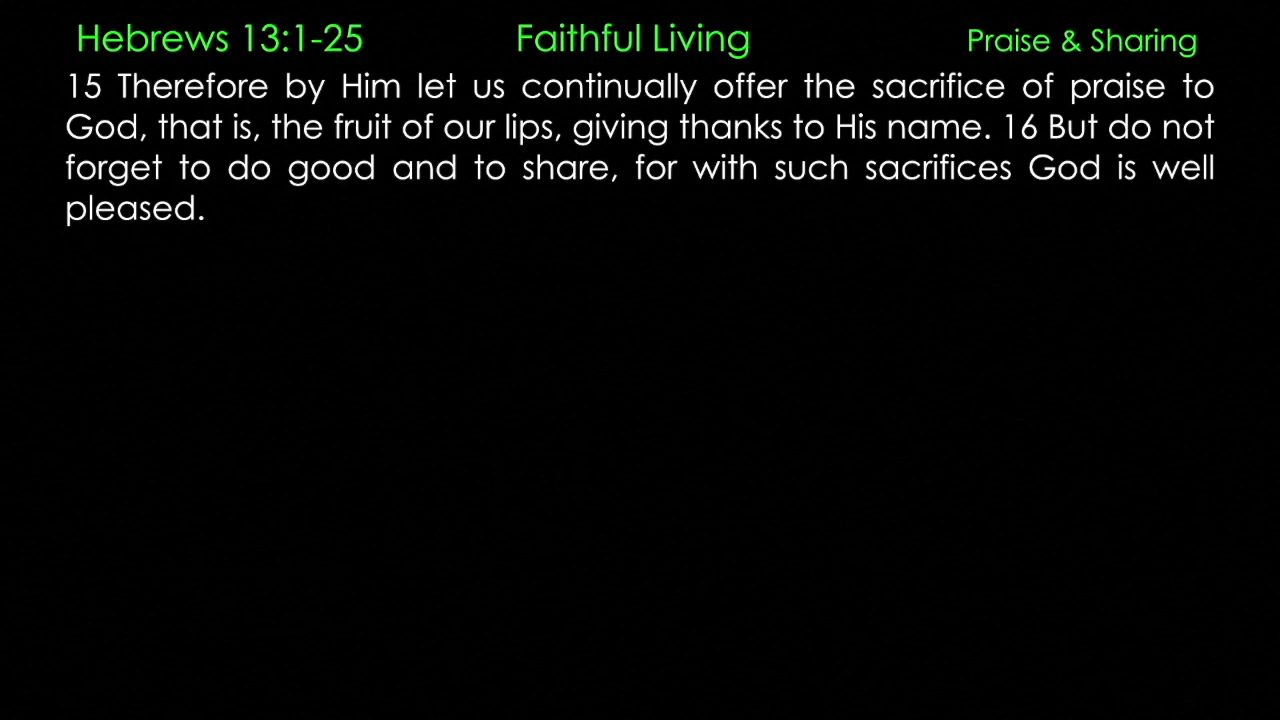 Hebrews 13:1-25 Faithful Living Praise & Sharing
15 Therefore by Him let us continually offer the sacrifice of praise to
God, that is, the fruit of our lips, giving thanks to His name. 16 But do not
forget to do good and to share, for with such sacrifices God is well
pleased.